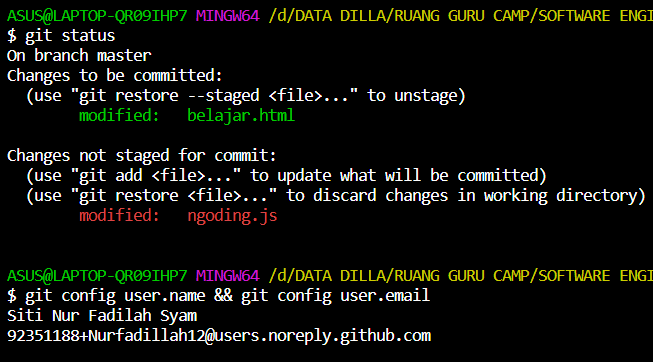 ASUS@LAPTOP-QR09IHP7 MINGW64 /d/DATA DILLA/RUANG GURU CAMP/SOFTWARE ENGI
$ git status
On branch master
Changes to be committed:
  (use "git restore --staged <file>..." to unstage)
        modified:   belajar.html

Changes not staged for commit:
  (use "git add <file>..." to update what will be committed)
  (use "git restore <file>..." to discard changes in working directory)
        modified:   ngoding.js

ASUS@LAPTOP-QR09IHP7 MINGW64 /d/DATA DILLA/RUANG GURU CAMP/SOFTWARE ENGI
$ git config user.name && git config user.email
Siti Nur Fadilah Syam
92351188+Nurfadillah12@users.noreply.github.com